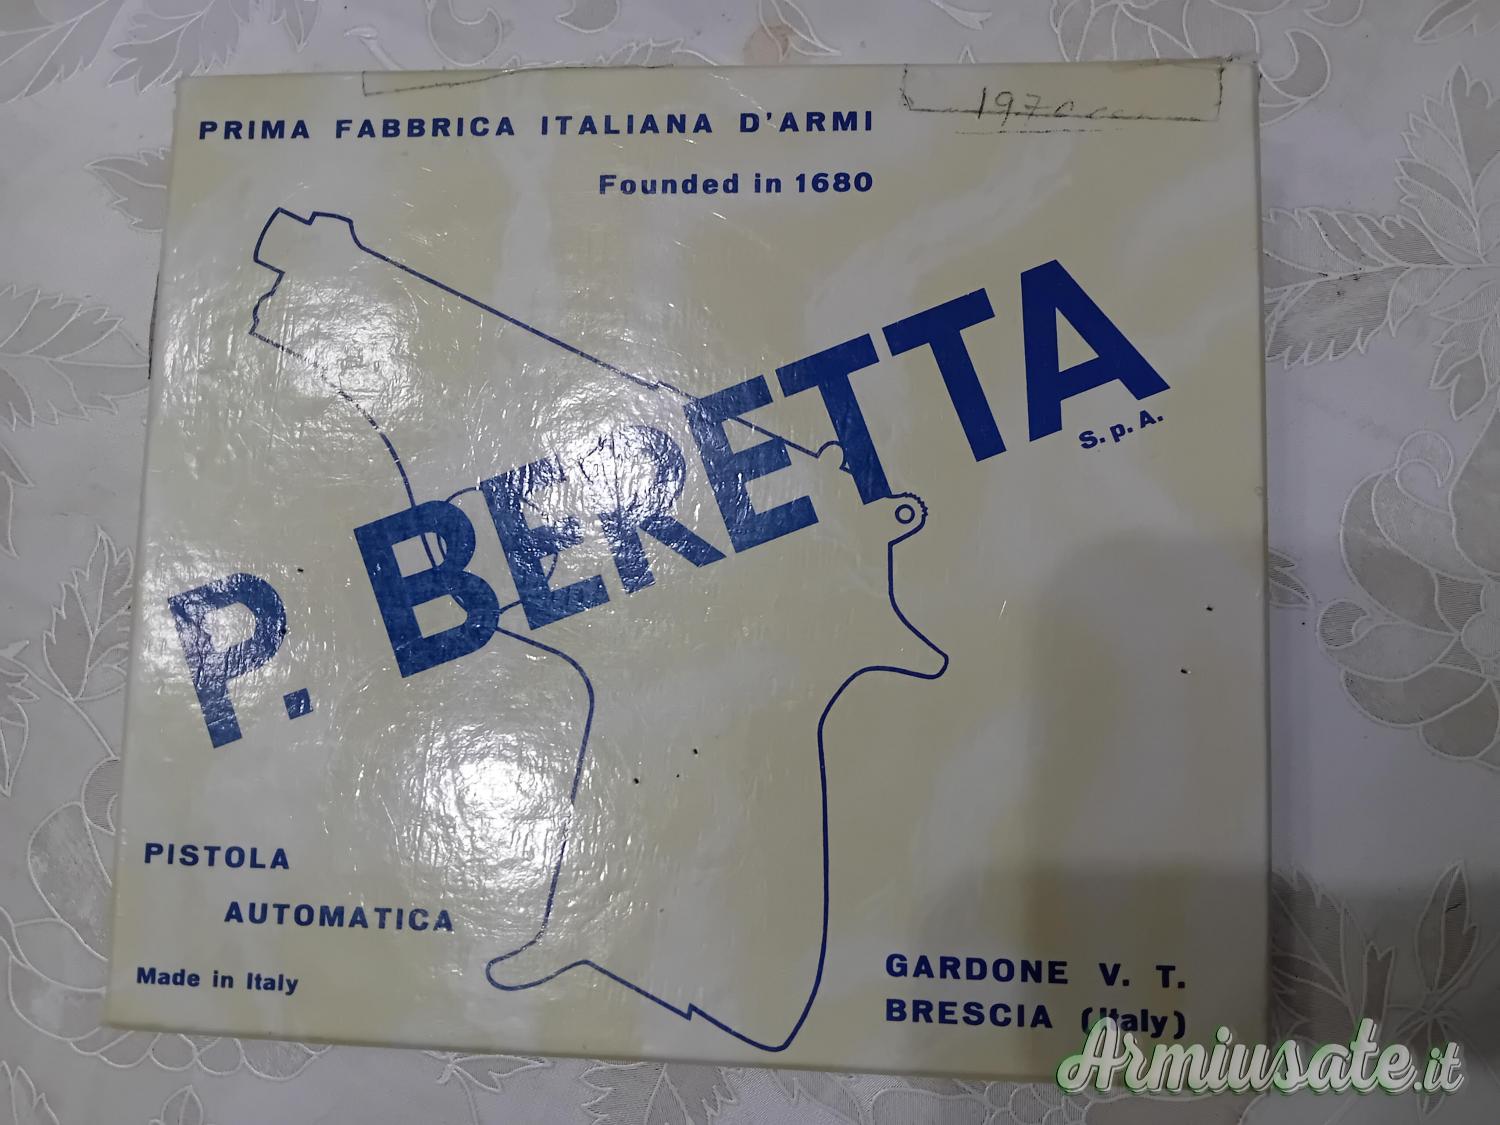 PRIMA FABBRICA ITALIANA D'ARMI
Founded in 1680
P. BERETTA
S.p.A.
PISTOLA
AUTOMATICA
Made in Italy
GARDONE V. T.
BRESCIA (Italy)
Armiusate.it